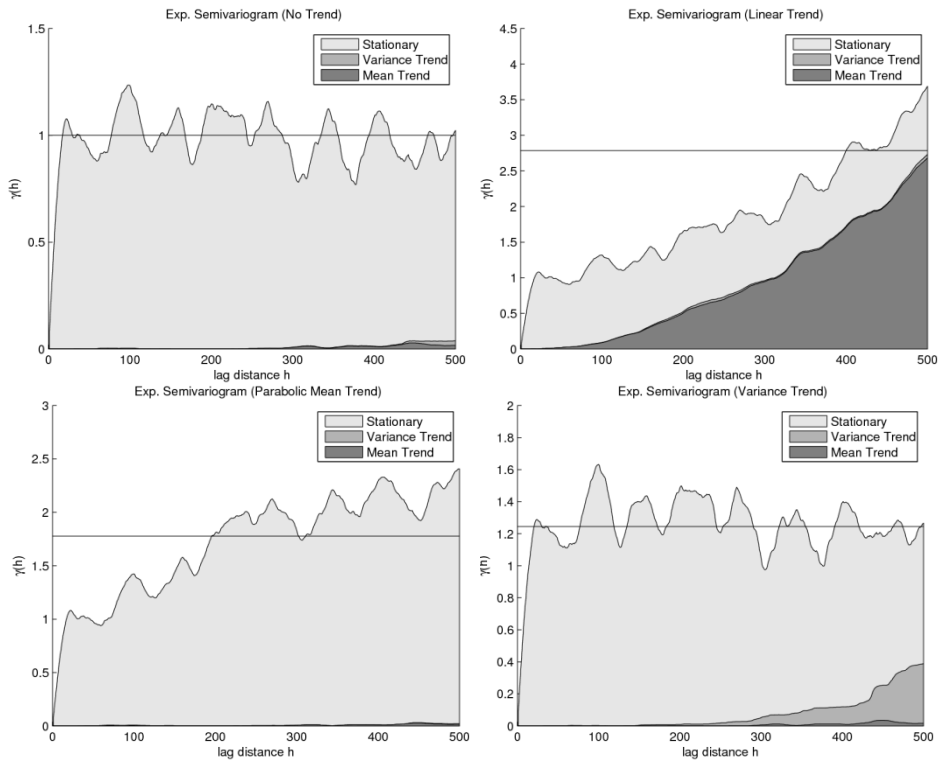 Exp. Semivariogram (No Trend)
1.5
1
0.5
0
γ(h)
Stationary
Variance Trend
Mean Trend
0 100 200 300 400 500
lag distance h
Exp. Semivariogram (Linear Trend)
4.5
4
3.5
3
2.5
2
1.5
1
0.5
0
γ(h)
Stationary
Variance Trend
Mean Trend
0 100 200 300 400 500
lag distance h
Exp. Semivariogram (Parabolic Mean Trend)
3
2.5
2
1.5
1
0.5
0
γ(h)
Stationary
Variance Trend
Mean Trend
0 100 200 300 400 500
lag distance h
Exp. Semivariogram (Variance Trend)
2
1.8
1.6
1.4
1.2
1
0.8
0.6
0.4
0.2
0
γ(h)
Stationary
Variance Trend
Mean Trend
0 100 200 300 400 500
lag distance h